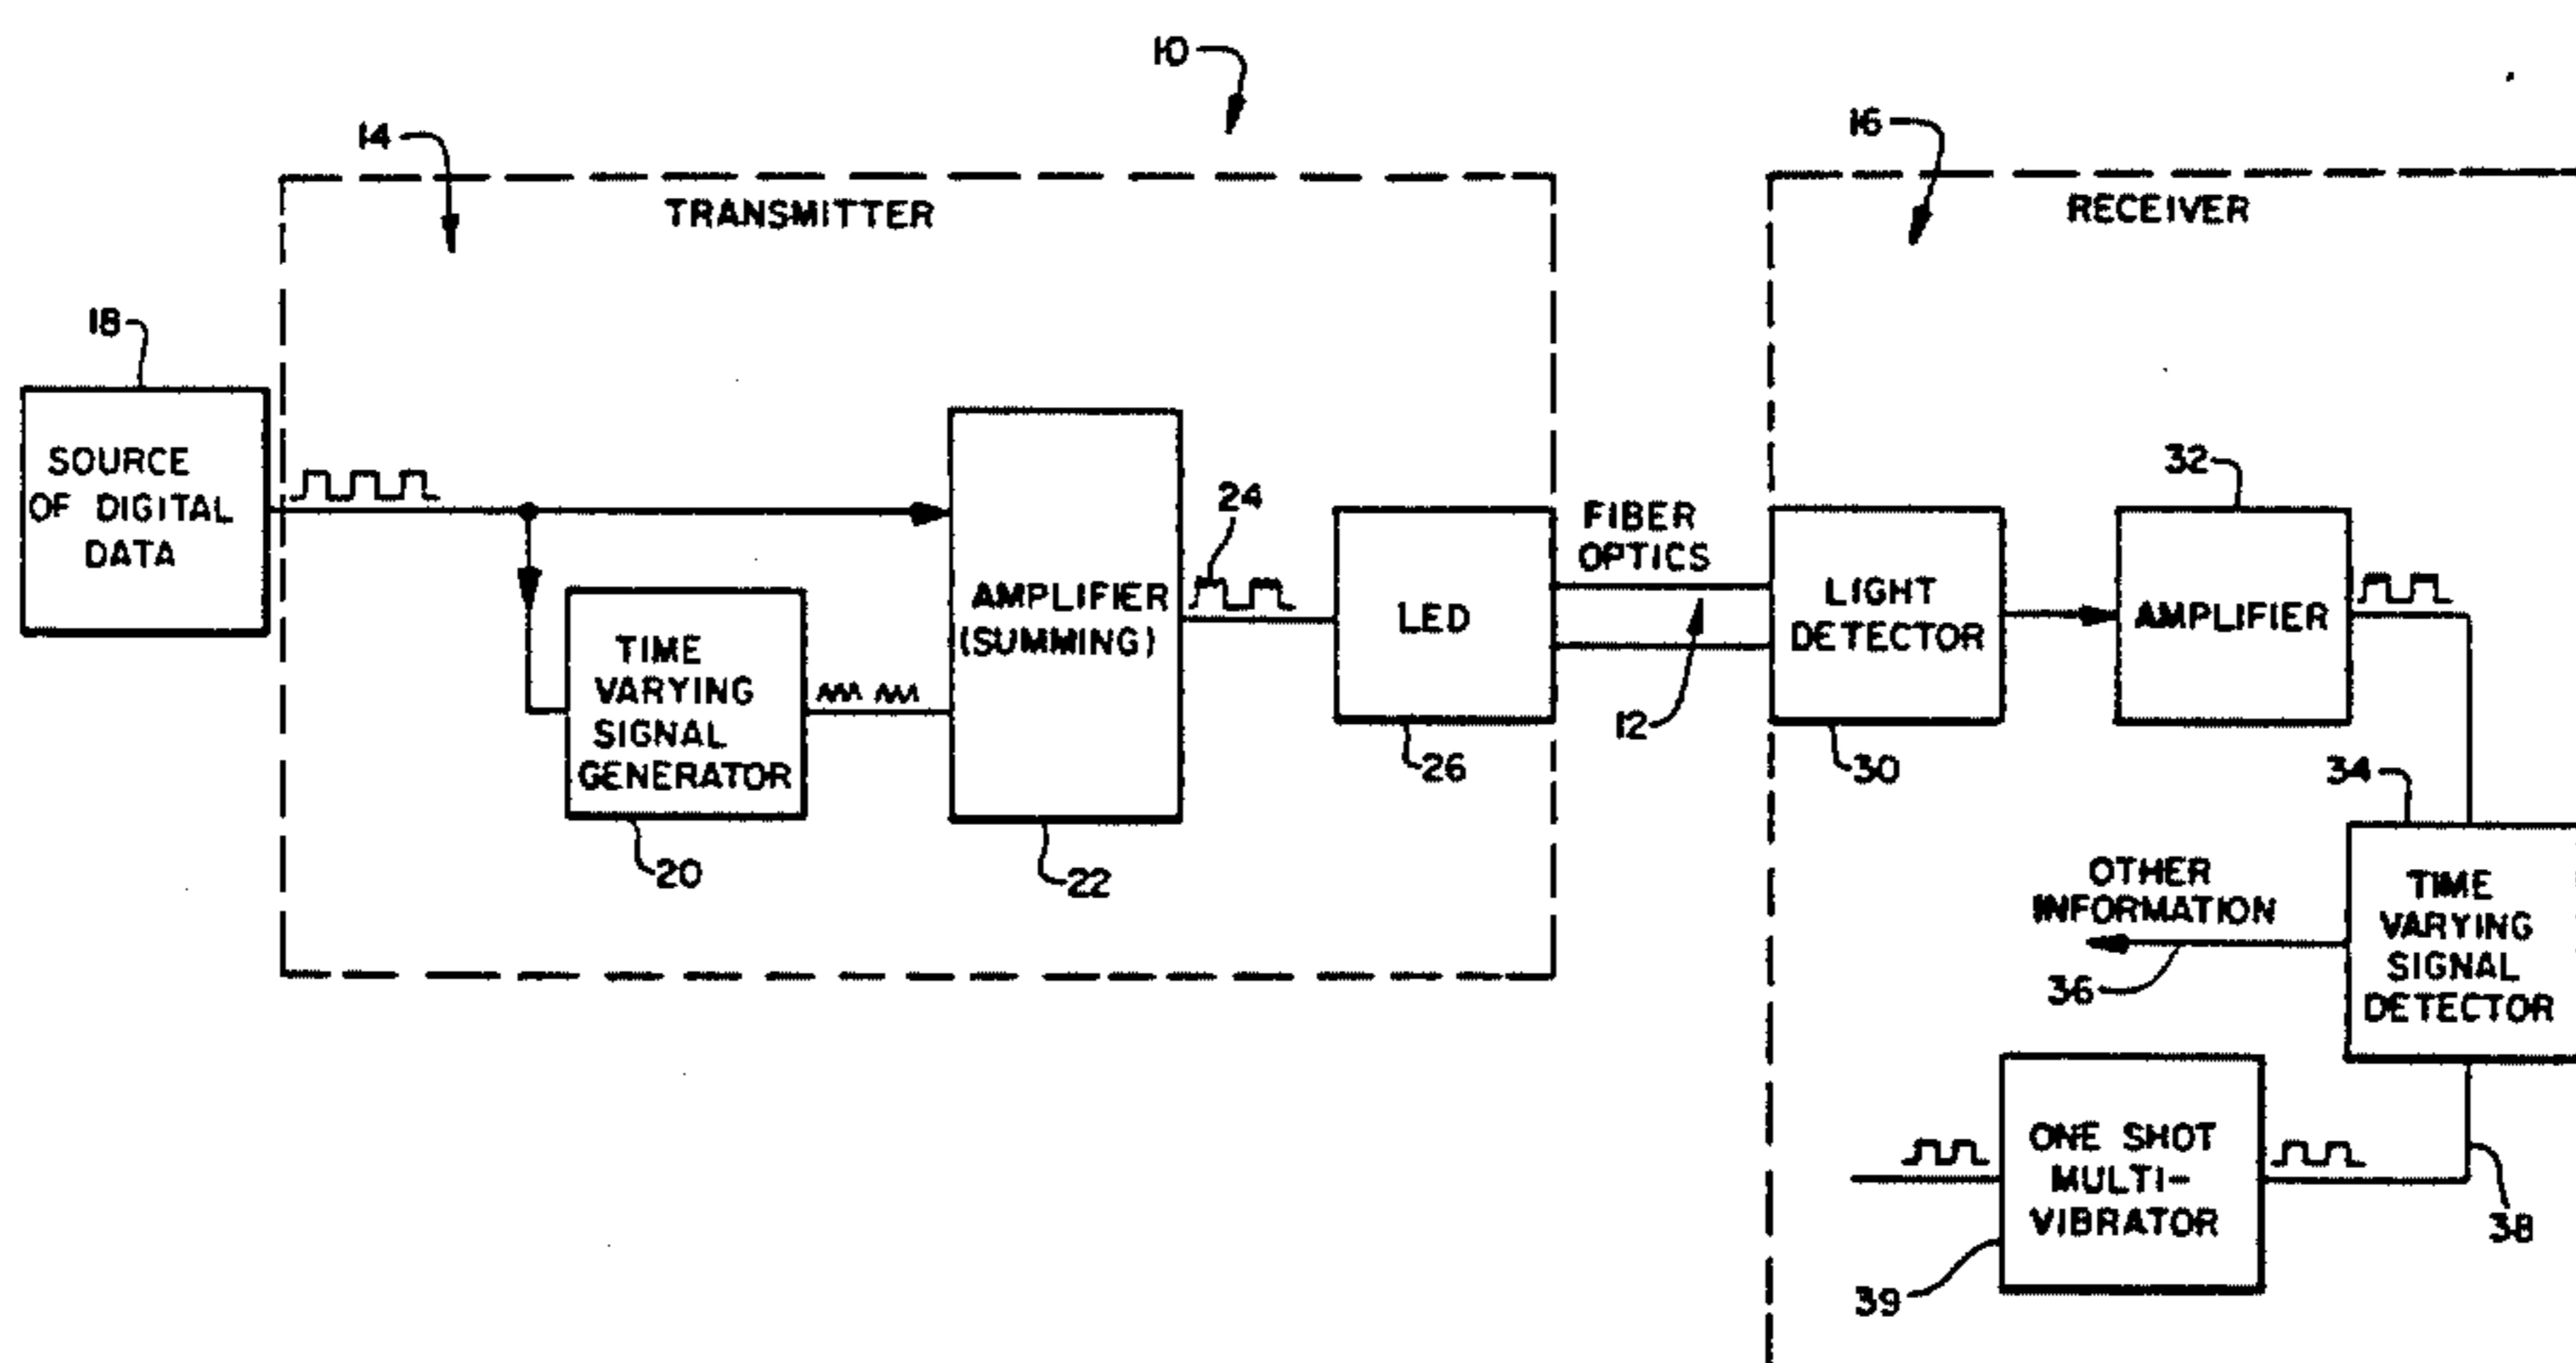 10
14
16
TRANSMITTER
RECEIVER
18
SOURCE
OF DIGITAL
DATA
24
AMPLIFIER
(SUMMING)
LED
FIBER
OPTICS
LIGHT
DETECTOR
32
AMPLIFIER
TIME
VARYING
SIGNAL
GENERATOR
12
26
30
20
22
34
OTHER
INFORMATION
36
TIME
VARYING
SIGNAL
DETECTOR
ONE SHOT
MULTI-
VIBRATOR
38
39